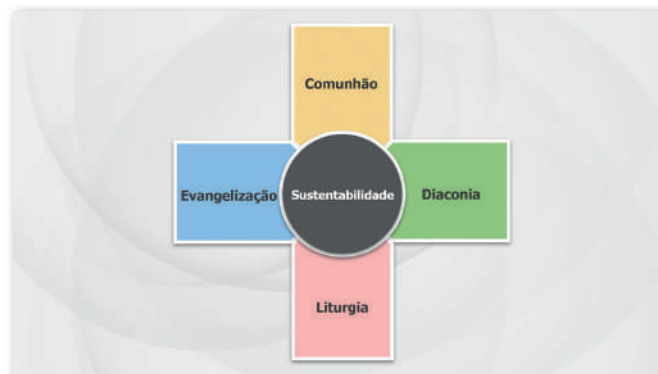 Comunhão
Evangelização
Sustentabilidade
Diaconia
Liturgia